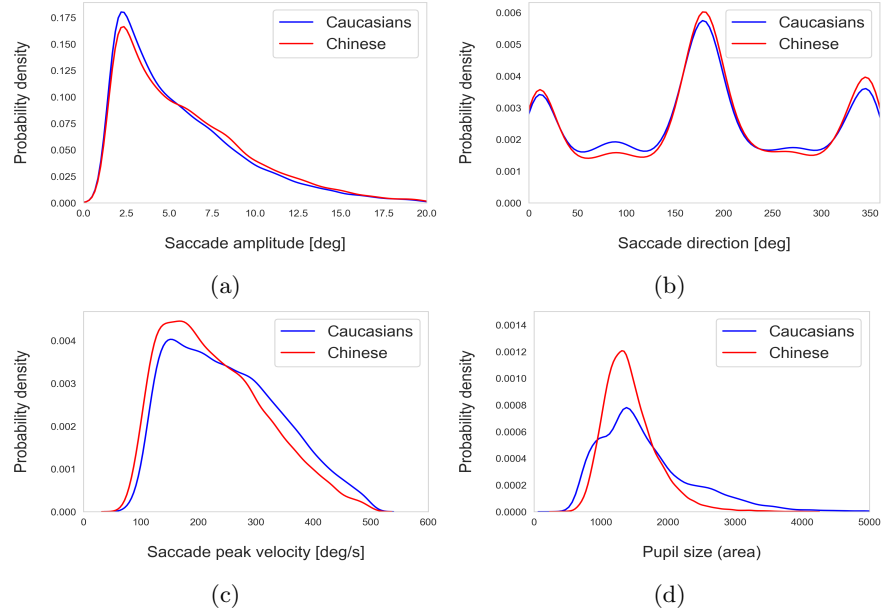 Probability density
0.175
0.150
0.125
0.100
0.075
0.050
0.025
0.000
Caucasians
Chinese
0.0 2.5 5.0 7.5 10.0 12.5 15.0 17.5 20.0
Saccade amplitude [deg]
(a)
Probability density
0.006
0.005
0.004
0.003
0.002
0.001
0.000
Caucasians
Chinese
0 50 100 150 200 250 300 350
Saccade direction [deg]
(b)
Probability density
0.004
0.003
0.002
0.001
0.000
Caucasians
Chinese
0 100 200 300 400 500 600
Saccade peak velocity [deg/s]
(c)
Probability density
0.0014
0.0012
0.0010
0.0008
0.0006
0.0004
0.0002
0.0000
Caucasians
Chinese
1000 2000 3000 4000 5000
Pupil size (area)
(d)